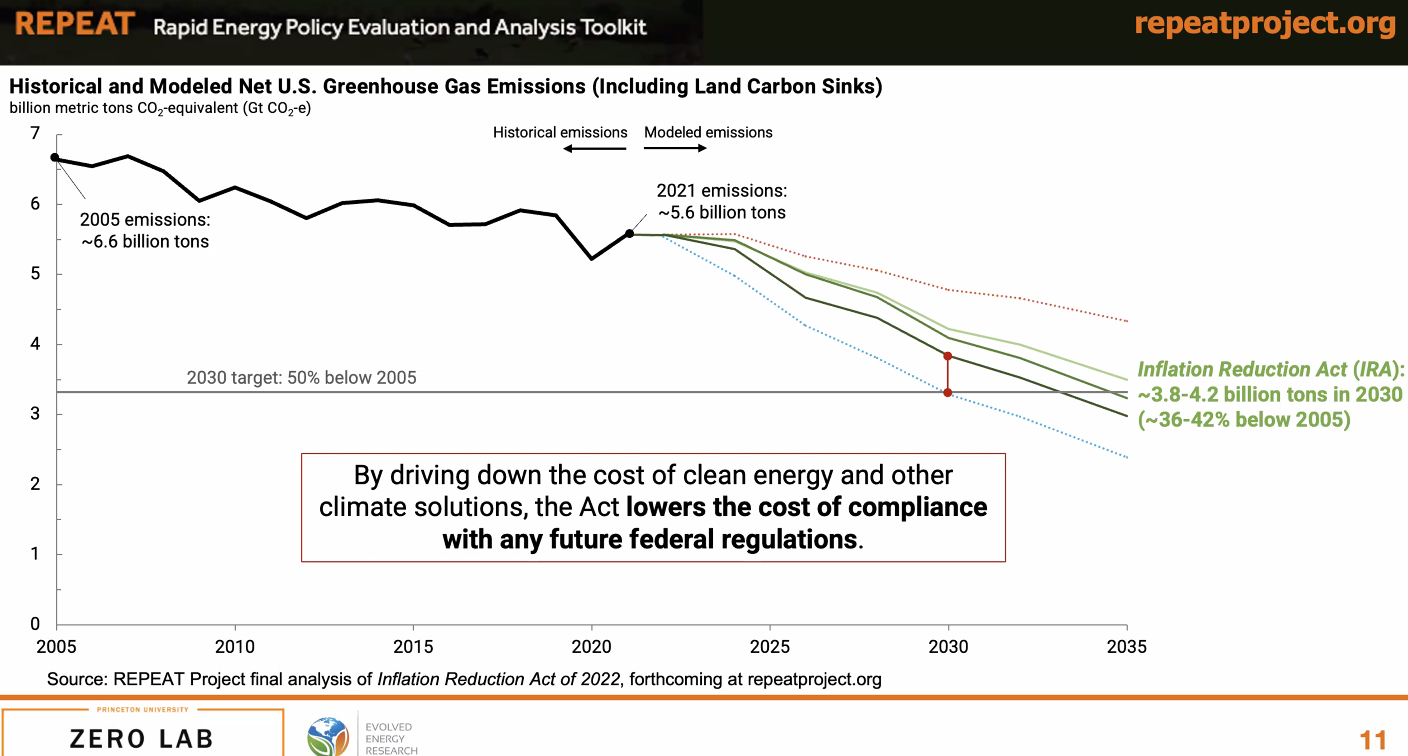 REPEAT Rapid Energy Policy Evaluation and Analysis Toolkit
repeatproject.org
Historical and Modeled Net U.S. Greenhouse Gas Emissions (Including Land Carbon Sinks)
billion metric tons CO₂-equivalent (Gt CO₂-e)
7
6
5
4
3
2
1
0
Historical emissions
Modeled emissions
2005 emissions:
~6.6 billion tons
2021 emissions:
~5.6 billion tons
2030 target: 50% below 2005
Inflation Reduction Act (IRA):
~3.8-4.2 billion tons in 2030
(~36-42% below 2005)
By driving down the cost of clean energy and other
climate solutions, the Act lowers the cost of compliance
with any future federal regulations.
2005
2010
2015
2020
2025
2030
2035
Source: REPEAT Project final analysis of Inflation Reduction Act of 2022, forthcoming at repeatproject.org
PRINCETON UNIVERSITY
ZERO LAB
EVOLVED
ENERGY
RESEARCH
11